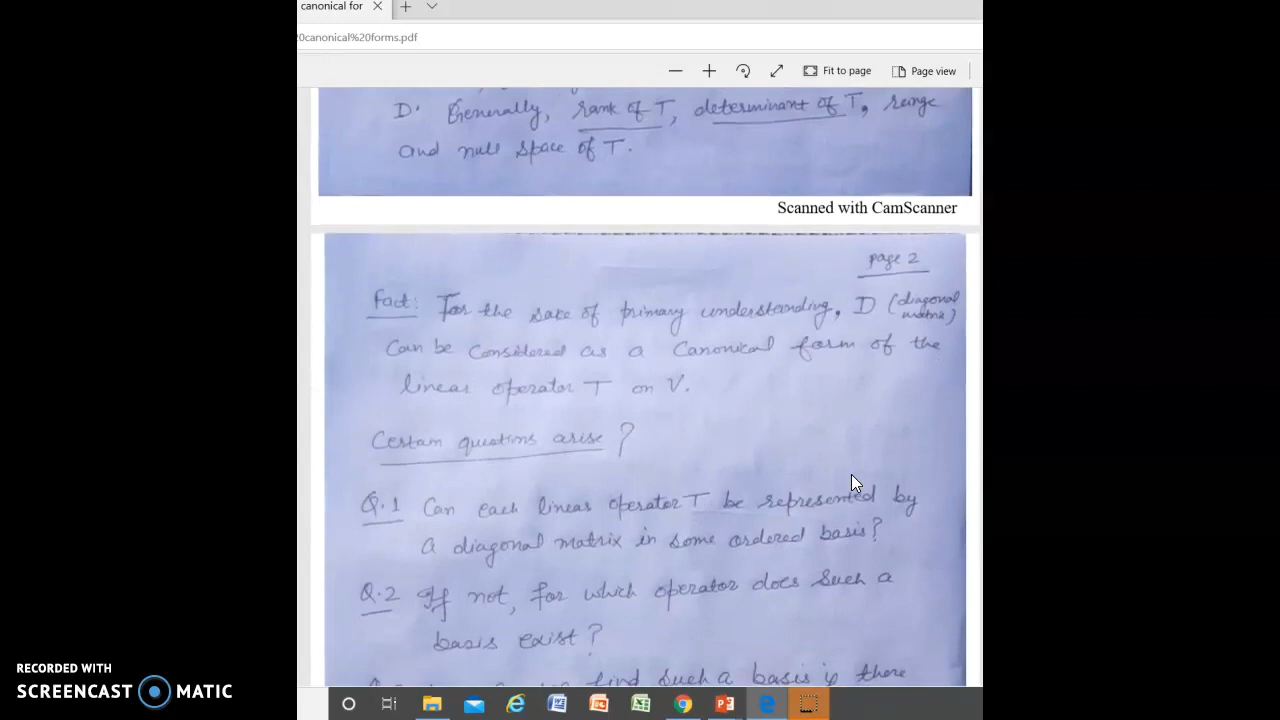 canonical for
20canonical%20forms.pdf
Fit to page
Page view
D. Generally, rank of T, determinant of T, range
and null space of T.
Scanned with CamScanner
page 2
Fact: For the sake of primary understanding, D (diagonal matrix)
can be considered as a canonical form of the
linear operator T on V.
Certain questions arise?
Q.1 Can each linear operator T be represented by
a diagonal matrix in some ordered basis?
Q.2 If not, for which operator does such a
basis exist?
find such a basis if there
RECORDED WITH
SCREENCAST MATIC